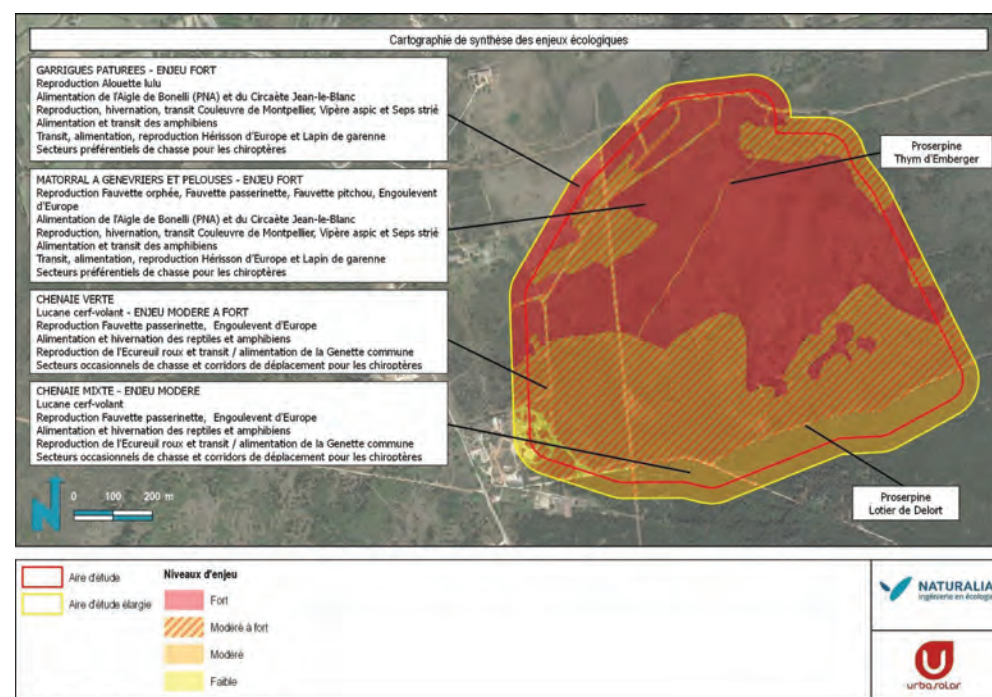 Cartographie de synthèse des enjeux écologiques
GARRIGUES PATUREES - ENJEU FORT
Reproduction Alouette lulu
Alimentation de l'Aigle de Bonelli (PNA) et du Circaète Jean-le-Blanc
Reproduction, hivernation, transit Couleuvre de Montpellier, Vipère aspic et Seps strié
Alimentation et transit des amphibiens
Transit, alimentation, reproduction Hérisson d'Europe et Lapin de garenne
Secteurs préférentiels de chasse pour les chiroptères
MATORRAL A GENEVRIERS ET PELOUSES - ENJEU FORT
Reproduction Fauvette orphée, Fauvette passerinette, Fauvette pitchou, Engoulevent
d'Europe
Alimentation de l'Aigle de Bonelli (PNA) et du Circaète Jean-le-Blanc
Reproduction, hivernation, transit Couleuvre de Montpellier, Vipère aspic et Seps strié
Alimentation et transit des amphibiens
Transit, alimentation, reproduction Hérisson d'Europe et Lapin de garenne
Secteurs préférentiels de chasse pour les chiroptères
CHENAIE VERTE
Lucane cerf-volant - ENJEU MODERE A FORT
Reproduction Fauvette passerinette, Engoulevent d'Europe
Alimentation et hivernation des reptiles et amphibiens
Reproduction de l'Ecureuil roux et transit / alimentation de la Genette commune
Secteurs occasionnels de chasse et corridors de déplacement pour les chiroptères
CHENAIE MIXTE - ENJEU MODERE
Lucane cerf-volant
Reproduction Fauvette passerinette, Engoulevent d'Europe
Alimentation et hivernation des reptiles et amphibiens
Reproduction de l'Ecureuil roux et transit / alimentation de la Genette commune
Secteurs occasionnels de chasse et corridors de déplacement pour les chiroptères
Proserpine
Thym d'Emberger
Proserpine
Lotier de Delort
N
0 100 200 m
Aire d'étude
Aire d'étude élargie
Niveaux d'enjeu
Fort
Modéré à fort
Modéré
Faible
NATURALIA
Ingénierie en écologie
urbasolar